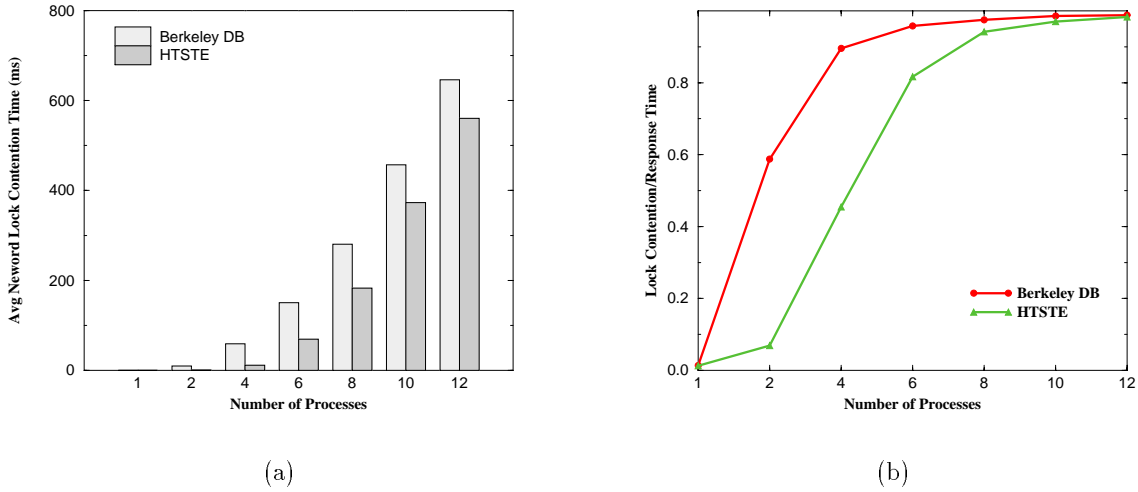 800
600
400
200
0
Avg Neword Lock Contention Time (ms)
Berkeley DB
HTSTE
1 2 4 6 8 10 12
Number of Processes
(a)
0.8
0.6
0.4
0.2
0.0
Lock Contention/Response Time
Berkeley DB
HTSTE
1 2 4 6 8 10 12
Number of Processes
(b)